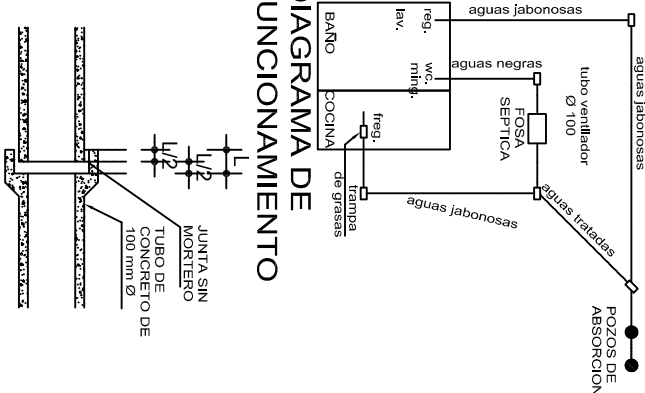 aguas jabonosas
aguas jabonosas
reg.
lav.
BAÑO
wc.
ming.
aguas negras
tubo ventilador
Ø 100
FOSA
SEPTICA
COCINA
freg.
trampa
de grasas
aguas jabonosas
aguas tratadas
POZOS DE
ABSORCION
DIAGRAMA DE
FUNCIONAMIENTO
L
L/2
L/2
JUNTA SIN
MORTERO
TUBO DE
CONCRETO DE
100 mm Ø